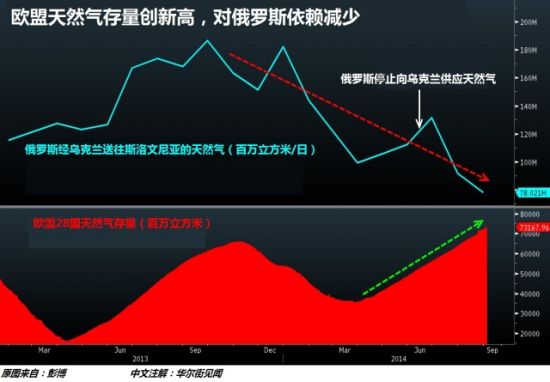 欧盟天然气存量创新高，对俄罗斯依赖减少
200M
180M
俄罗斯停止向乌克兰供应天然气
160M
140M
120M
俄罗斯经乌克兰送往斯洛文尼亚的天然气（百万立方米/日）
100M
78.021M
80000
欧盟28国天然气存量（百万立方米）
73167.96
70000
60000
50000
40000
30000
20000
Mar Jun Sep Dec Mar Jun Sep
2013 2014
原图来自：彭博 中文注解：华尔街见闻